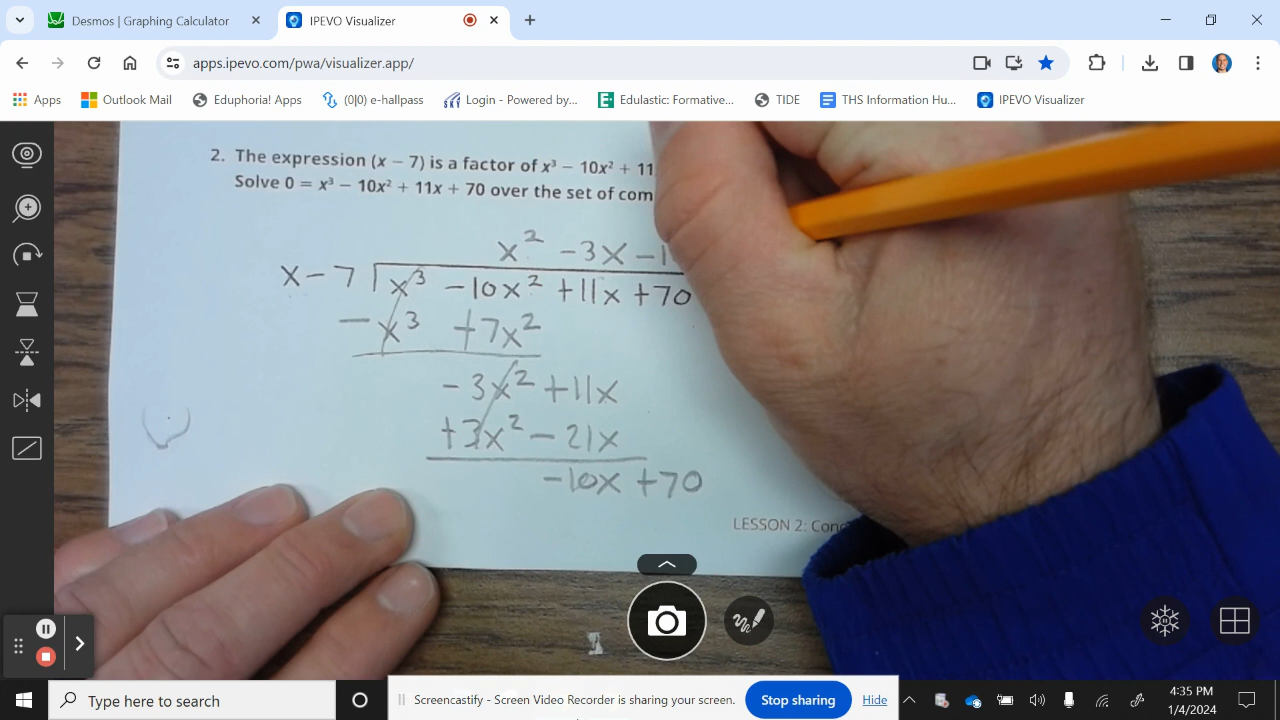 Desmos | Graphing Calculator
IPEVO Visualizer
apps.ipevo.com/pwa/visualizer.app/
Apps
Outlook Mail
Eduphoria! Apps
(0|0) e-hallpass
Login - Powered by...
Edulastic: Formative...
TIDE
THS Information Hu...
IPEVO Visualizer
2. The expression (x − 7) is a factor of x³ − 10x² + 11
Solve 0 = x³ − 10x² + 11x + 70 over the set of com
x² −3x −1
x − 7 x³ −10x² +11x +70
− x³ +7x²
−3x² +11x
+3x² − 21x
−10x +70
LESSON 2: Conc
Type here to search
Screencastify - Screen Video Recorder is sharing your screen.
Stop sharing
Hide
4:35 PM
1/4/2024